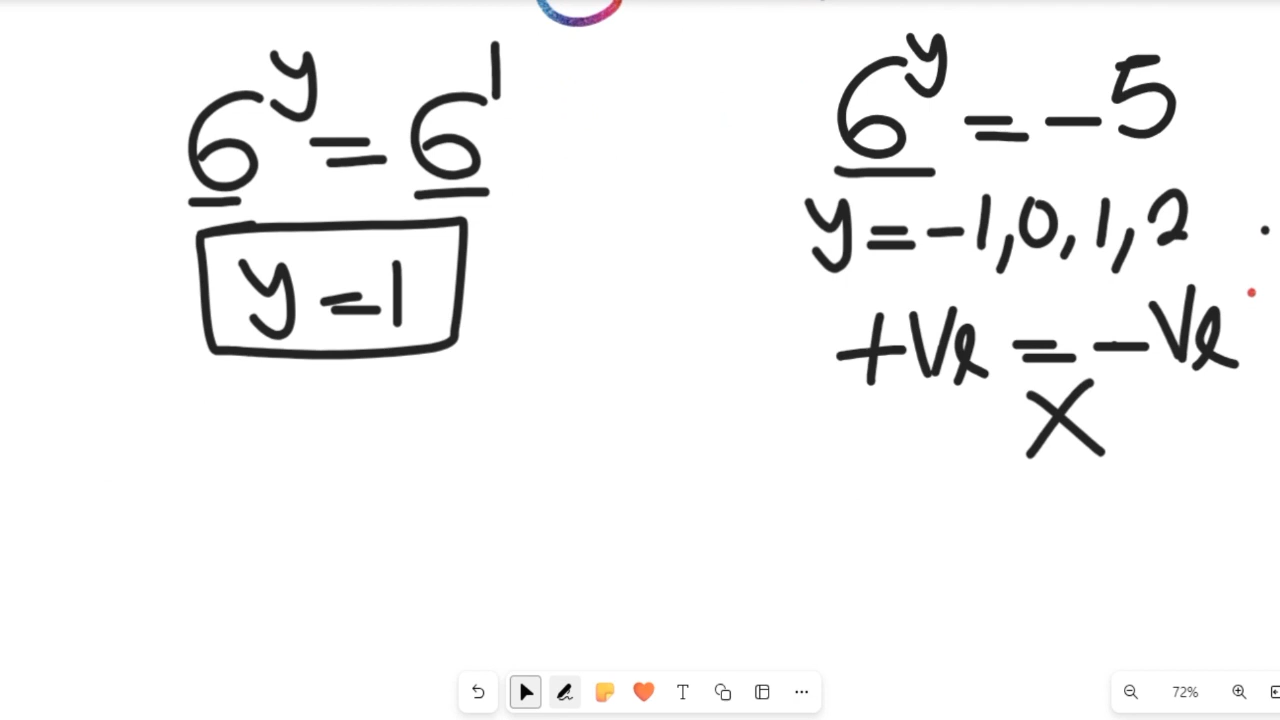 6^y = 6^1
y = 1
6^y = -5
y = -1, 0, 1, 2
+ve = -ve
X
T
72%